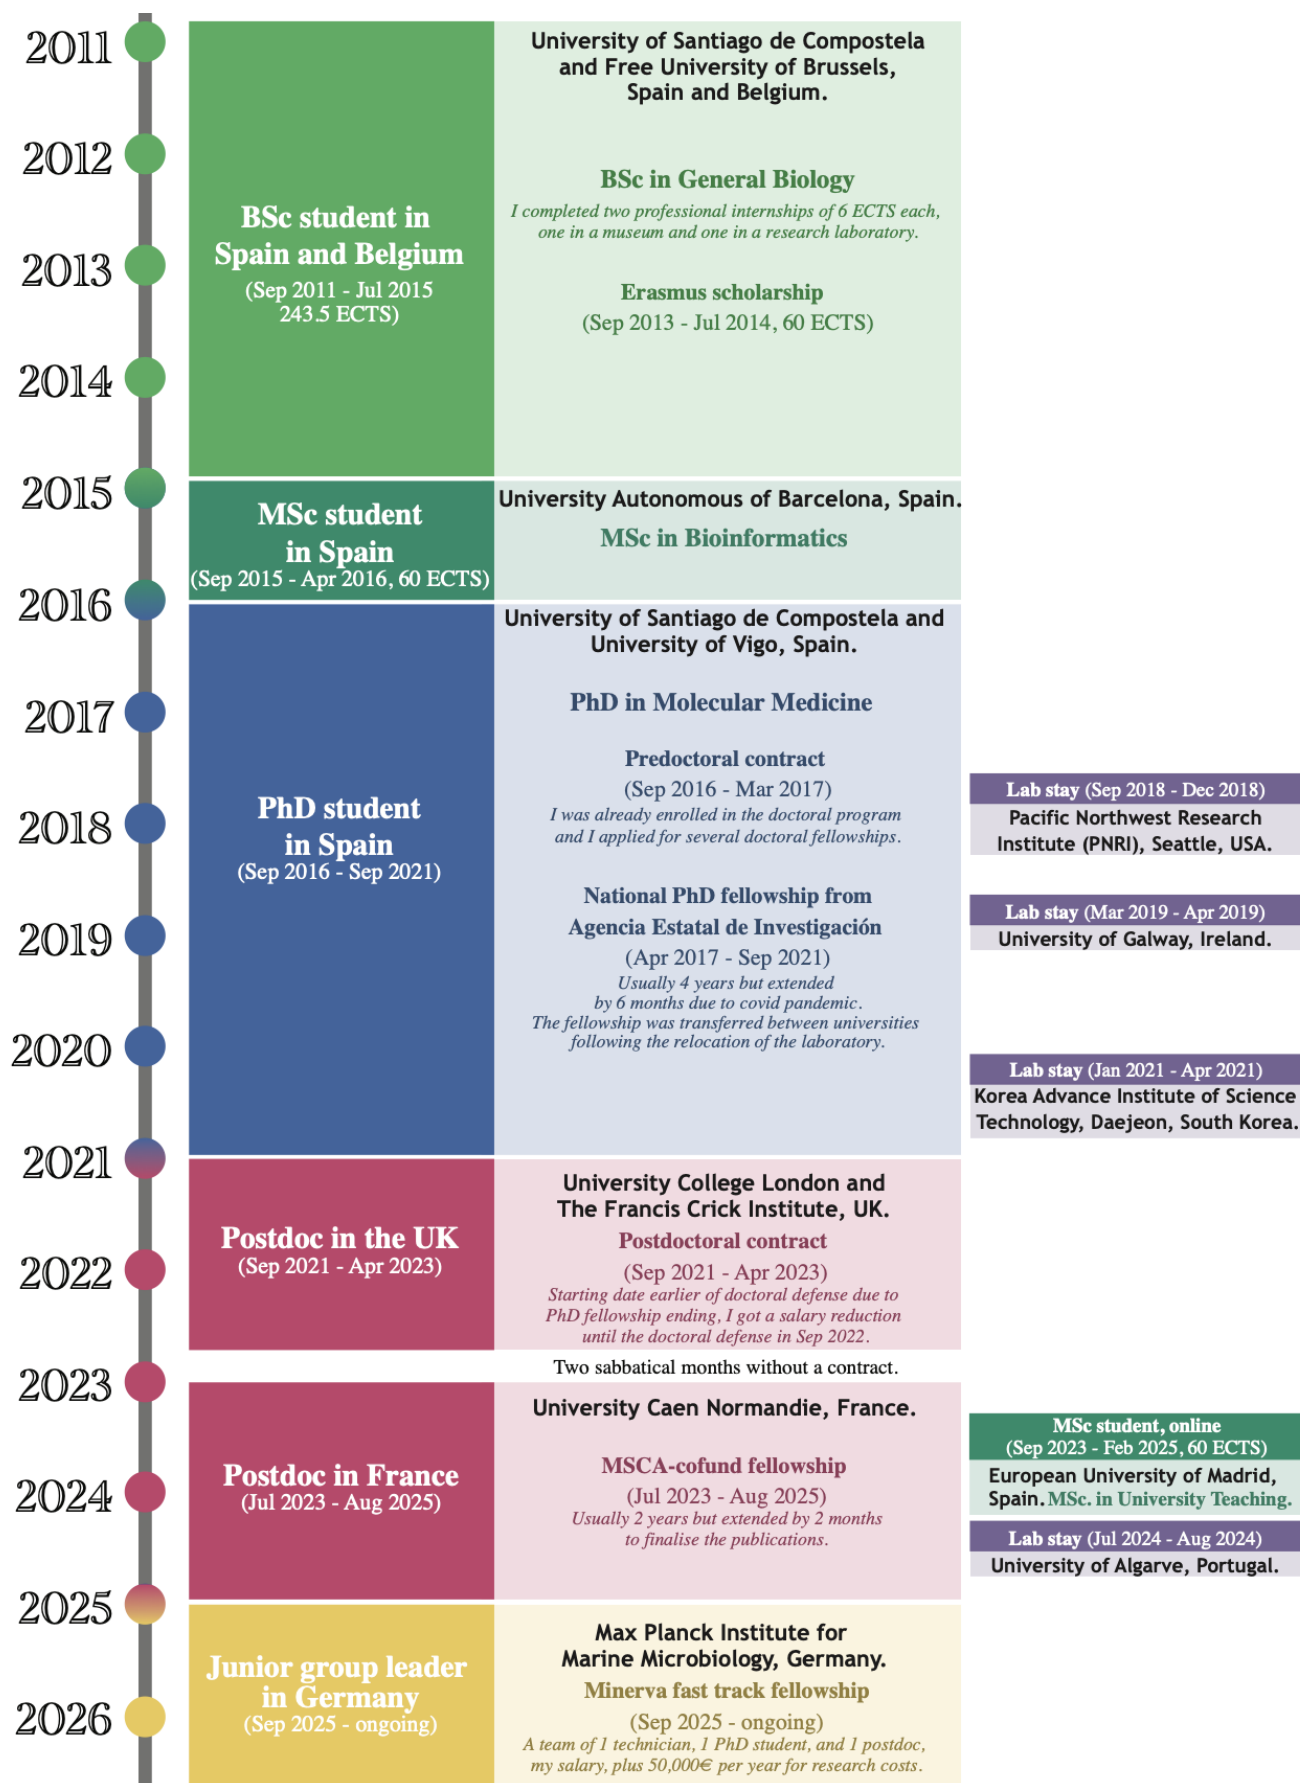 2011
University of Santiago de Compostela
and Free University of Brussels,
Spain and Belgium.
2012
BSc in General Biology
I completed two professional internships of 6 ECTS each,
one in a museum and one in a research laboratory.
BSc student in
Spain and Belgium
(Sep 2011 - Jul 2015
243.5 ECTS)
2013
Erasmus scholarship
(Sep 2013 - Jul 2014, 60 ECTS)
2014
2015
MSc student
in Spain
(Sep 2015 - Apr 2016, 60 ECTS)
University Autonomous of Barcelona, Spain.
MSc in Bioinformatics
2016
University of Santiago de Compostela and
University of Vigo, Spain.
2017
PhD in Molecular Medicine
Predoctoral contract
(Sep 2016 - Mar 2017)
I was already enrolled in the doctoral program
and I applied for several doctoral fellowships.
PhD student
in Spain
(Sep 2016 - Sep 2021)
2018
Lab stay (Sep 2018 - Dec 2018)
Pacific Northwest Research
Institute (PNRI), Seattle, USA.
National PhD fellowship from
Agencia Estatal de Investigación
(Apr 2017 - Sep 2021)
Usually 4 years but extended
by 6 months due to covid pandemic.
The fellowship was transferred between universities
following the relocation of the laboratory.
2019
Lab stay (Mar 2019 - Apr 2019)
University of Galway, Ireland.
2020
Lab stay (Jan 2021 - Apr 2021)
Korea Advance Institute of Science
Technology, Daejeon, South Korea.
2021
University College London and
The Francis Crick Institute, UK.
Postdoc in the UK
(Sep 2021 - Apr 2023)
Postdoctoral contract
(Sep 2021 - Apr 2023)
Starting date earlier of doctoral defense due to
PhD fellowship ending, I got a salary reduction
until the doctoral defense in Sep 2022.
2022
Two sabbatical months without a contract.
2023
University Caen Normandie, France.
Postdoc in France
(Jul 2023 - Aug 2025)
MSCA-cofund fellowship
(Jul 2023 - Aug 2025)
Usually 2 years but extended by 2 months
to finalise the publications.
MSc student, online
(Sep 2023 - Feb 2025, 60 ECTS)
European University of Madrid,
Spain. MSc. in University Teaching.
2024
Lab stay (Jul 2024 - Aug 2024)
University of Algarve, Portugal.
2025
Max Planck Institute for
Marine Microbiology, Germany.
Junior group leader
in Germany
(Sep 2025 - ongoing)
Minerva fast track fellowship
(Sep 2025 - ongoing)
A team of 1 technician, 1 PhD student, and 1 postdoc,
my salary, plus 50,000€ per year for research costs.
2026